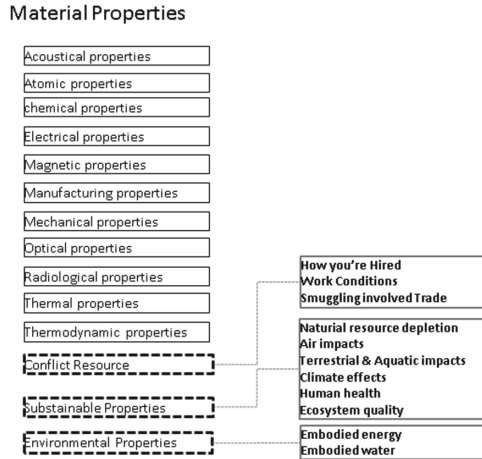 Material Properties
Acoustical properties
Atomic properties
chemical properties
Electrical properties
Magnetic properties
Manufacturing properties
Mechanical properties
Optical properties
Radiological properties
Thermal properties
Thermodynamic properties
Conflict Resource
Substainable Properties
Environmental Properties
How you're Hired
Work Conditions
Smuggling involved Trade
Naturial resource depletion
Air impacts
Terrestrial & Aquatic impacts
Climate effects
Human health
Ecosystem quality
Embodied energy
Embodied water